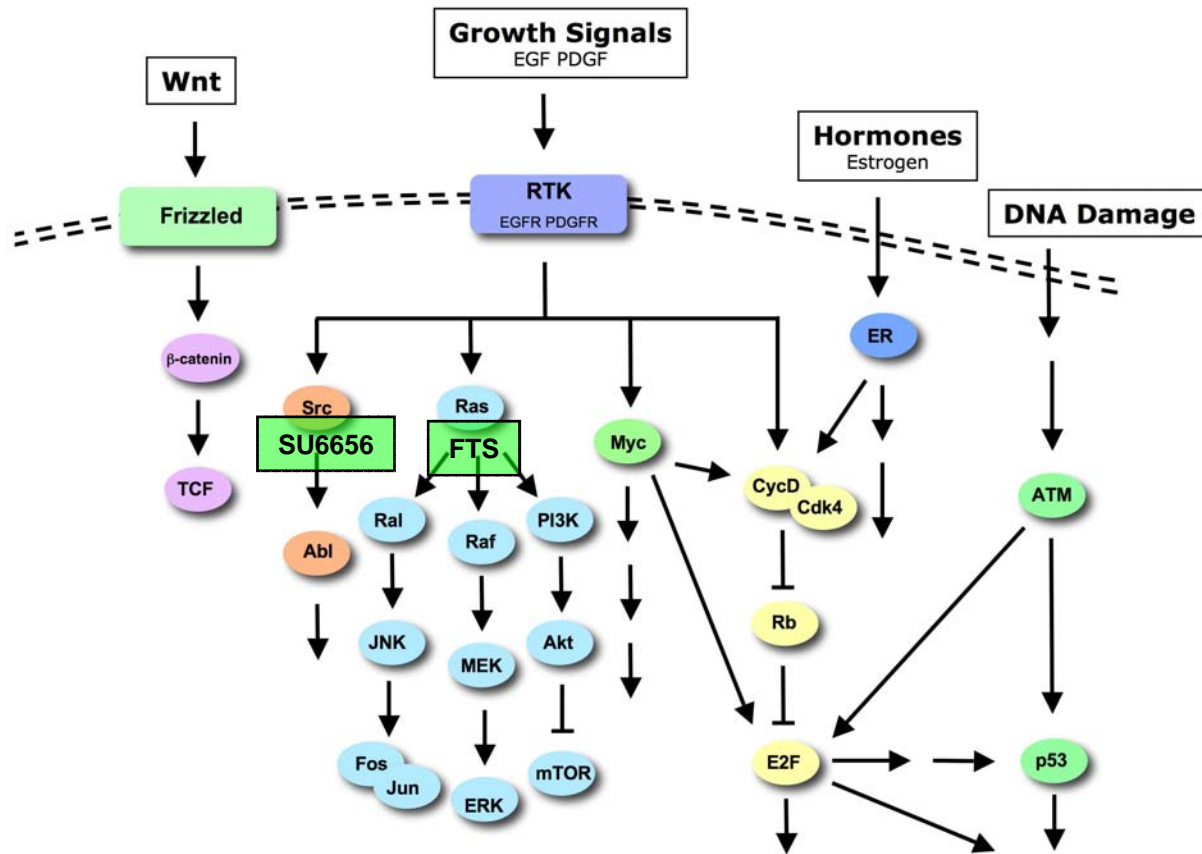 Growth Signals
EGF PDGF
Wnt
Hormones
Estrogen
DNA Damage
Frizzled
RTK
EGFR PDGFR
ER
β-catenin
Src
Ras
SU6656
FTS
Myc
TCF
CycD
Cdk4
ATM
Ral
Raf
PI3K
Abl
Rb
JNK
MEK
Akt
Fos
Jun
ERK
mTOR
E2F
p53